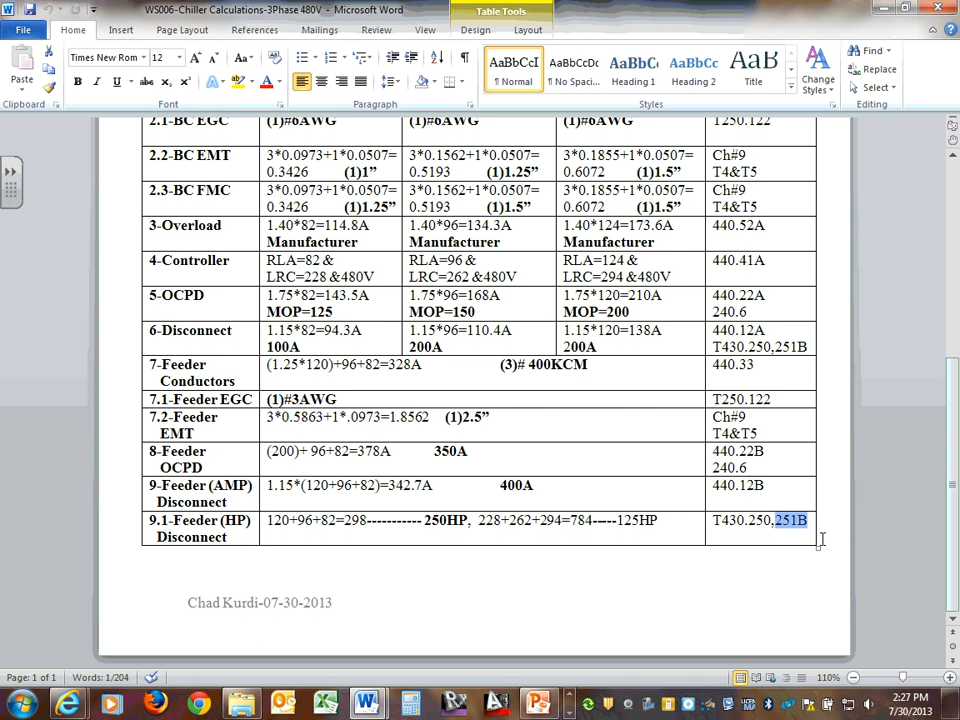 WS006-Chiller Calculations-3Phase 480V - Microsoft Word
Table Tools
File Home Insert Page Layout References Mailings Review View Design Layout
Paste
Clipboard
Times New Rom 12
Font
Paragraph
AaBbCcI AaBbCcDc AaBbC AaBbCc AaB
¶ Normal ¶ No Spaci... Heading 1 Heading 2 Title
Styles
Change Styles
Find
Replace
Select
Editing
2.1-BC EGC (1)#6AWG (1)#6AWG (1)#6AWG T250.122
2.2-BC EMT 3*0.0973+1*0.0507= 3*0.1562+1*0.0507= 3*0.1855+1*0.0507= Ch#9
0.3426 (1)1” 0.5193 (1)1.25” 0.6072 (1)1.5” T4&T5
2.3-BC FMC 3*0.0973+1*0.0507= 3*0.1562+1*0.0507= 3*0.1855+1*0.0507= Ch#9
0.3426 (1)1.25” 0.5193 (1)1.5” 0.6072 (1)1.5” T4&T5
3-Overload 1.40*82=114.8A 1.40*96=134.3A 1.40*124=173.6A 440.52A
Manufacturer Manufacturer Manufacturer
4-Controller RLA=82 & RLA=96 & RLA=124 & 440.41A
LRC=228 &480V LRC=262 &480V LRC=294 &480V
5-OCPD 1.75*82=143.5A 1.75*96=168A 1.75*120=210A 440.22A
MOP=125 MOP=150 MOP=200 240.6
6-Disconnect 1.15*82=94.3A 1.15*96=110.4A 1.15*120=138A 440.12A
100A 200A 200A T430.250,251B
7-Feeder (1.25*120)+96+82=328A (3)# 400KCM 440.33
Conductors
7.1-Feeder EGC (1)#3AWG T250.122
7.2-Feeder 3*0.5863+1*.0973=1.8562 (1)2.5” Ch#9
EMT T4&T5
8-Feeder (200)+ 96+82=378A 350A 440.22B
OCPD 240.6
9-Feeder (AMP) 1.15*(120+96+82)=342.7A 400A 440.12B
Disconnect
9.1-Feeder (HP) 120+96+82=298----------- 250HP, 228+262+294=784-----125HP T430.250,251B
Disconnect
Chad Kurdi-07-30-2013
Page: 1 of 1 Words: 1/204 110%
2:27 PM
7/30/2013